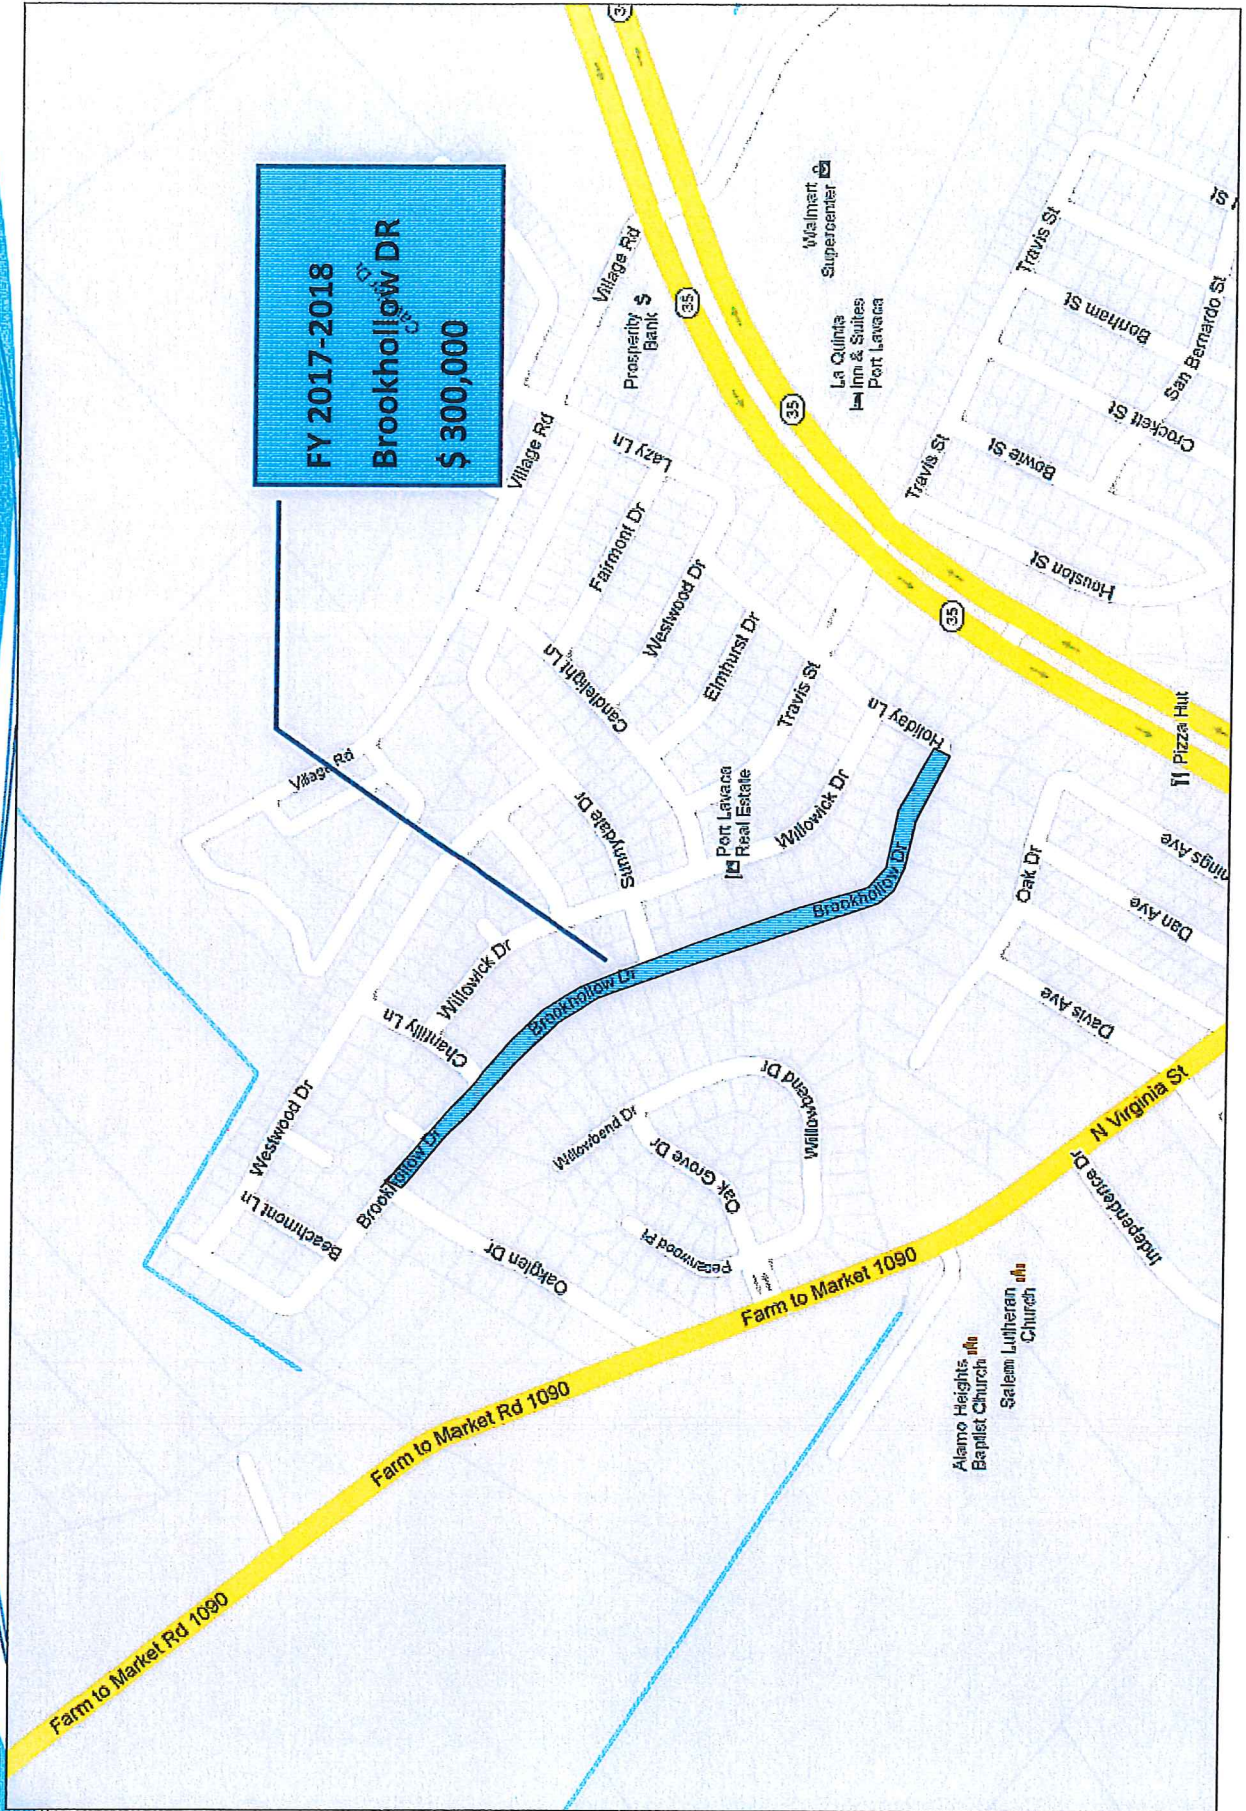 FY 2017-2018
Brookhollow DR
$ 300,000
Farm to Market Rd 1090
Farm to Market Rd 1090
Farm to Market 1090
N Virginia St
Independence Dr
Alamo Heights
Baptist Church
Salem Lutheran
Church
Westwood Dr
Beachmont Ln
Brookhollow Dr
Oakglen Dr
Chantilly Ln
Willowick Dr
Brookhollow Dr
Willowbend Dr
Oak Grove Dr
Willowbend Dr
Brookhollow Dr
Village Rd
Sunnydale Dr
Port Lavaca
Real Estate
Willowick Dr
Candlelight Ln
Holiday Ln
Travis St
Elmhurst Dr
Westwood Dr
Fairmont Dr
Lazy Ln
Village Rd
Village Rd
Prosperity
Bank
35
35
35
Walmart
Supercenter
La Quinta
Inn & Suites
Port Lavaca
Travis St
Travis St
Bonham St
San Bernardo St
Crockett St
Bowie St
Houston St
Pizza Hut
Oak Dr
Dan Ave
Davis Ave
nings Ave
St